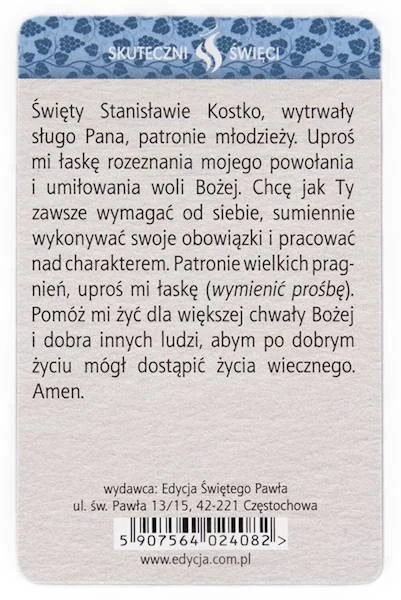 SKUTECZNI ŚWIĘCI
Święty Stanisławie Kostko, wytrwały
sługo Pana, patronie młodzieży. Uproś
mi łaskę rozeznania mojego powołania
i umiłowania woli Bożej. Chcę jak Ty
zawsze wymagać od siebie, sumiennie
wykonywać swoje obowiązki i pracować
nad charakterem. Patronie wielkich prag-
nień, uproś mi łaskę (wymienić prośbę).
Pomóż mi żyć dla większej chwały Bożej
i dobra innych ludzi, abym po dobrym
życiu mógł dostąpić życia wiecznego.
Amen.
wydawca: Edycja Świętego Pawła
ul. św. Pawła 13/15, 42-221 Częstochowa
5 907564 024082 >
www.edycja.com.pl